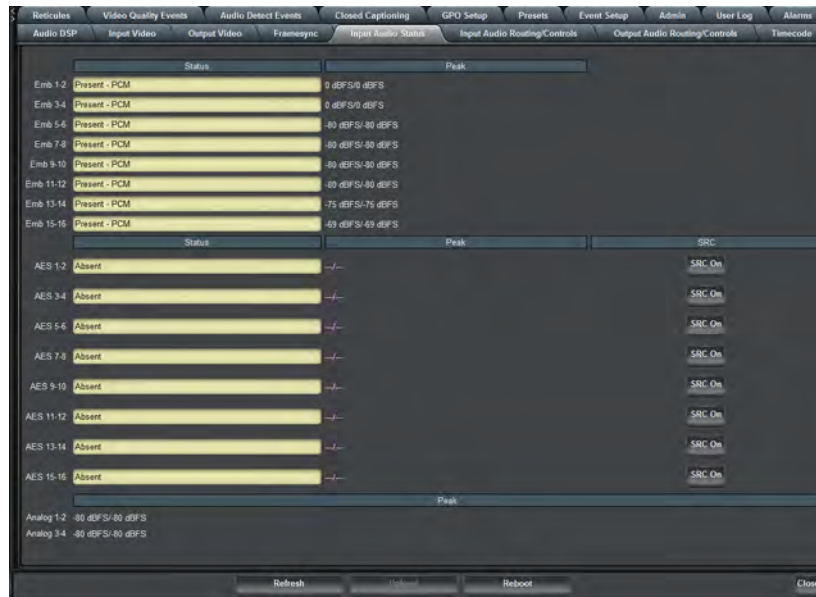 Reticules Video Quality Events Audio Detect Events Closed Captioning GPO Setup Presets Event Setup Admin User Log Alarms
Audio DSP Input Video Output Video Framesync Input Audio Status Input Audio Routing/Controls Output Audio Routing/Controls Timecode
Status Peak
Emb 1-2 Present - PCM 0 dBFS/0 dBFS
Emb 3-4 Present - PCM 0 dBFS/0 dBFS
Emb 5-6 Present - PCM -80 dBFS/-80 dBFS
Emb 7-8 Present - PCM -80 dBFS/-80 dBFS
Emb 9-10 Present - PCM -80 dBFS/-80 dBFS
Emb 11-12 Present - PCM -80 dBFS/-80 dBFS
Emb 13-14 Present - PCM -75 dBFS/-75 dBFS
Emb 15-16 Present - PCM -69 dBFS/-69 dBFS
Status Peak SRC
AES 1-2 Absent --/-- SRC On
AES 3-4 Absent --/-- SRC On
AES 5-6 Absent --/-- SRC On
AES 7-8 Absent --/-- SRC On
AES 9-10 Absent --/-- SRC On
AES 11-12 Absent --/-- SRC On
AES 13-14 Absent --/-- SRC On
AES 15-16 Absent --/-- SRC On
Peak
Analog 1-2 -80 dBFS/-80 dBFS
Analog 3-4 -80 dBFS/-80 dBFS
Refresh Upload Reboot Close